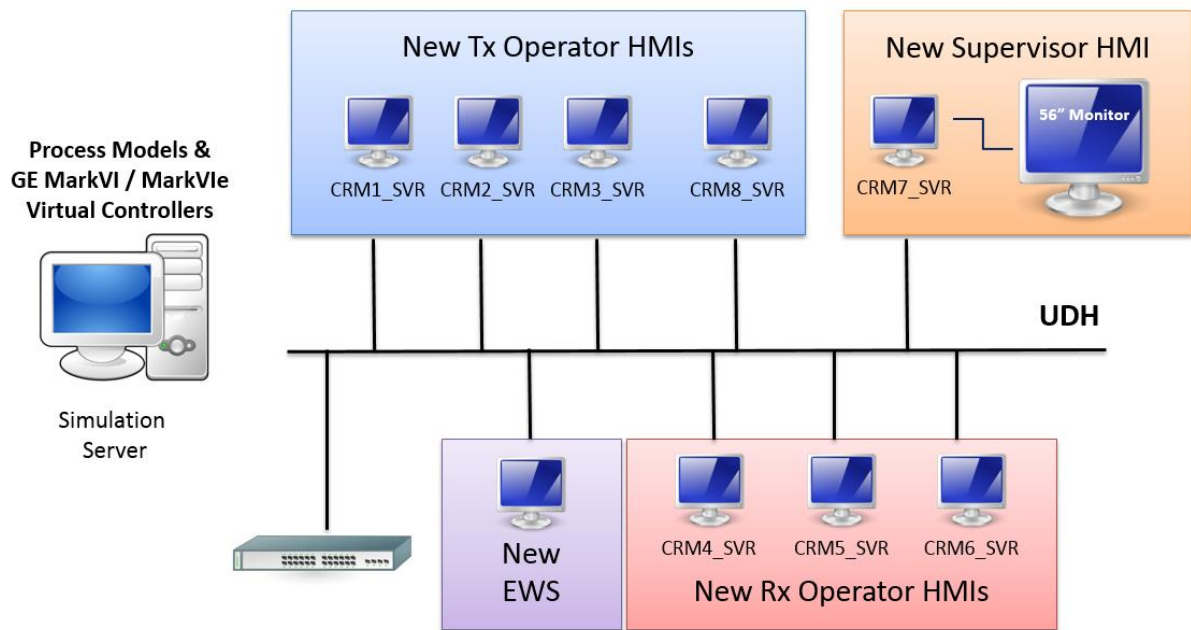 New Tx Operator HMIs
CRM1_SVR
CRM2_SVR
CRM3_SVR
CRM8_SVR
New Supervisor HMI
CRM7_SVR
56” Monitor
Process Models &
GE MarkVI / MarkVIe
Virtual Controllers
Simulation
Server
UDH
New
EWS
CRM4_SVR
CRM5_SVR
CRM6_SVR
New Rx Operator HMIs